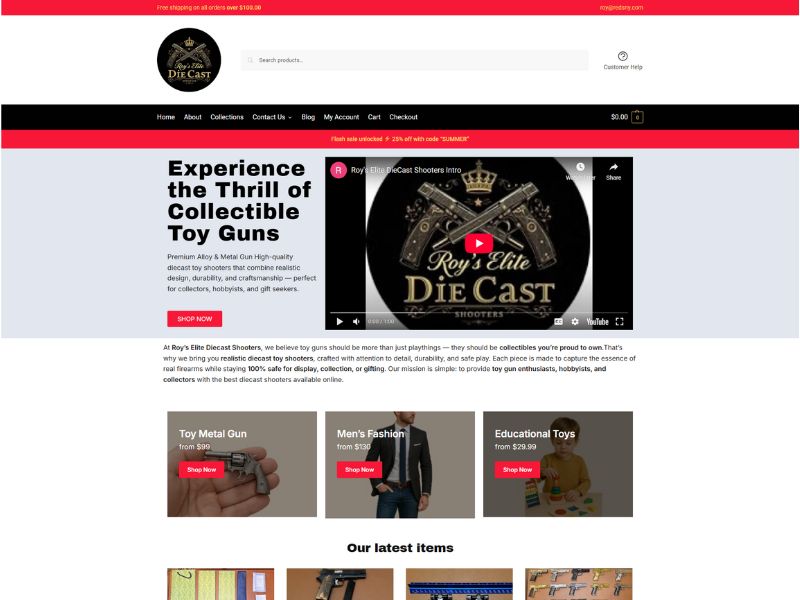 Free shipping on all orders over $100.00
roy@redsny.com
Roy's Elite
DIE CAST
SHOOTERS
Search products…
Customer Help
Home About Collections Contact Us Blog My Account Cart Checkout $0.00 0
Flash sale unlocked ⚡ 25% off with code "SUMMER"
Experience
the Thrill of
Collectible
Toy Guns
Premium Alloy & Metal Gun High-quality
diecast toy shooters that combine realistic
design, durability, and craftsmanship — perfect
for collectors, hobbyists, and gift seekers.
SHOP NOW
R Roy's Elite DieCast Shooters Intro
Share
Roy's Elite
DIE CAST
SHOOTERS
0:00 / 1:00
CC
YouTube
At Roy's Elite Diecast Shooters, we believe toy guns should be more than just playthings — they should be collectibles you're proud to own.That's
why we bring you realistic diecast toy shooters, crafted with attention to detail, durability, and safe play. Each piece is made to capture the essence of
real firearms while staying 100% safe for display, collection, or gifting. Our mission is simple: to provide toy gun enthusiasts, hobbyists, and
collectors with the best diecast shooters available online.
Toy Metal Gun
from $99
Shop Now
Men's Fashion
from $130
Shop Now
Educational Toys
from $29.99
Shop Now
Our latest items